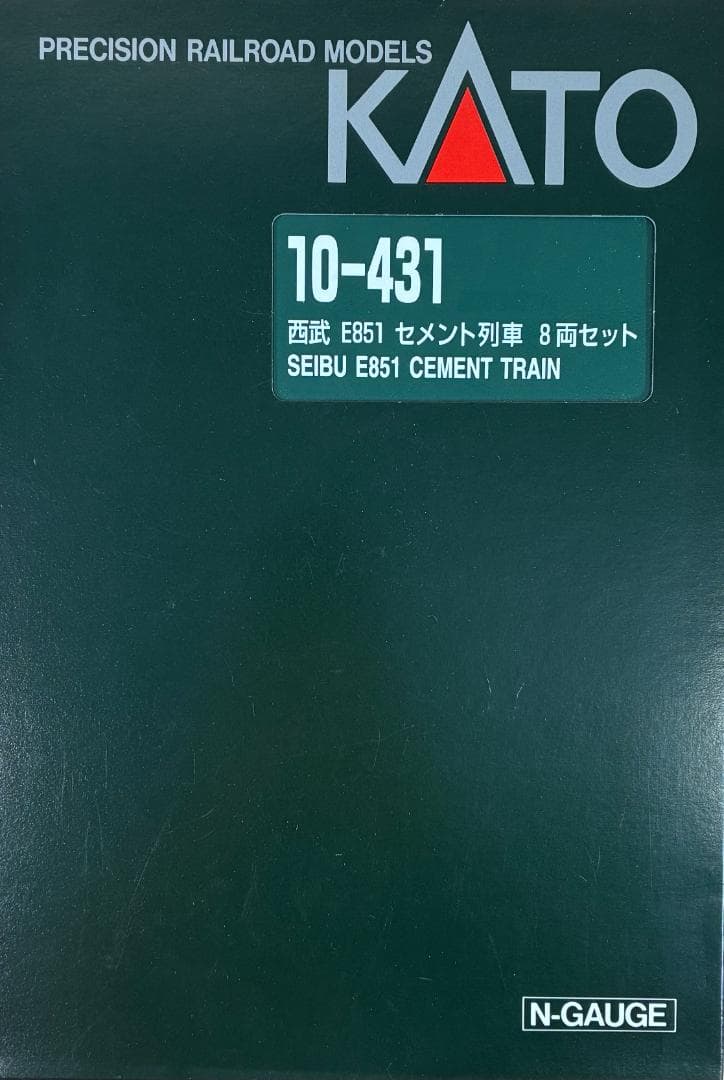 PRECISION RAILROAD MODELS
KATO
10-431
西武 E851 セメント列車 8両セット
SEIBU E851 CEMENT TRAIN
N-GAUGE